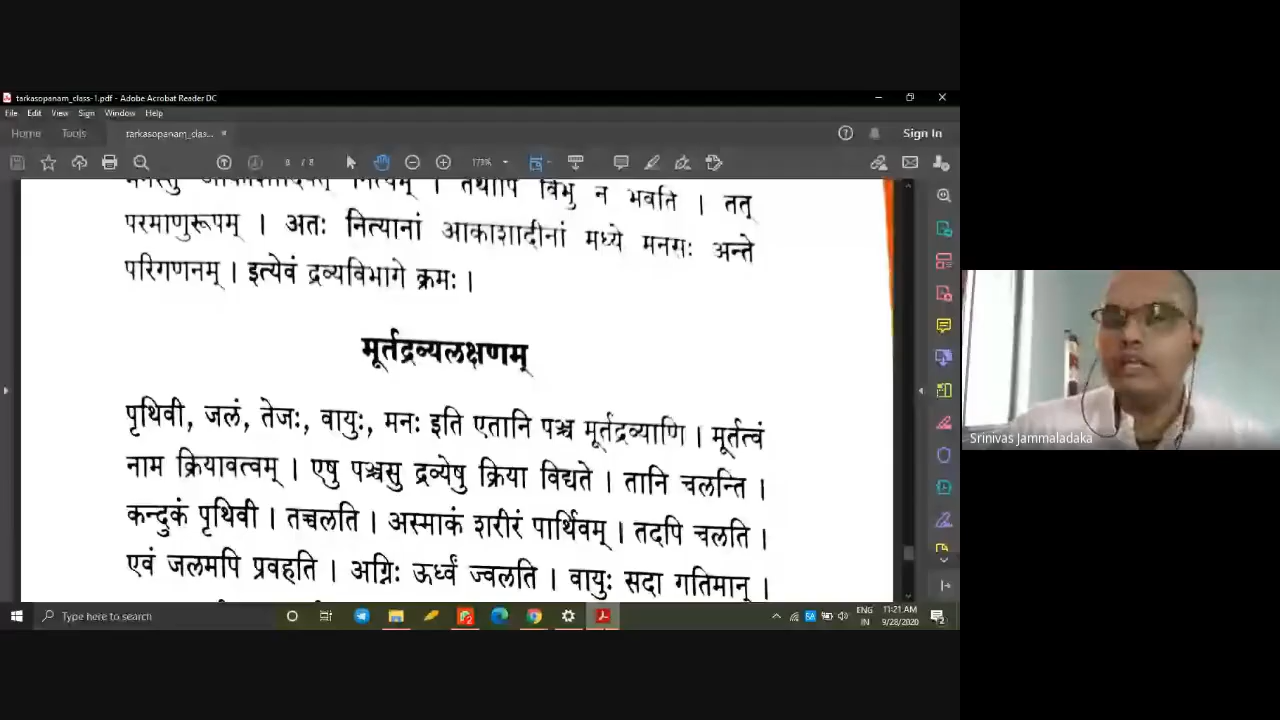 tarkasopanam_class-1.pdf - Adobe Acrobat Reader DC
File Edit View Sign Window Help
Home Tools tarkasopanam_clas... × Sign In
8 / 8 173%
नित्यम् । तथापि विभु न भवति । तत्
परमाणुरूपम् । अतः नित्यानां आकाशादीनां मध्ये मनसः अन्ते
परिगणनम् । इत्येवं द्रव्यविभागे क्रमः ।
मूर्तद्रव्यलक्षणम्
पृथिवी, जलं, तेजः, वायुः, मनः इति एतानि पञ्च मूर्तद्रव्याणि । मूर्तत्वं
नाम क्रियावत्वम् । एषु पञ्चसु द्रव्येषु क्रिया विद्यते । तानि चलन्ति ।
कन्दुकं पृथिवी । तच्चलति । अस्माकं शरीरं पार्थिवम् । तदपि चलति ।
एवं जलमपि प्रवहति । अग्निः ऊर्ध्वं ज्वलति । वायुः सदा गतिमान् ।
Srinivas Jammaladaka
Type here to search
ENG 11:21 AM
IN 9/28/2020